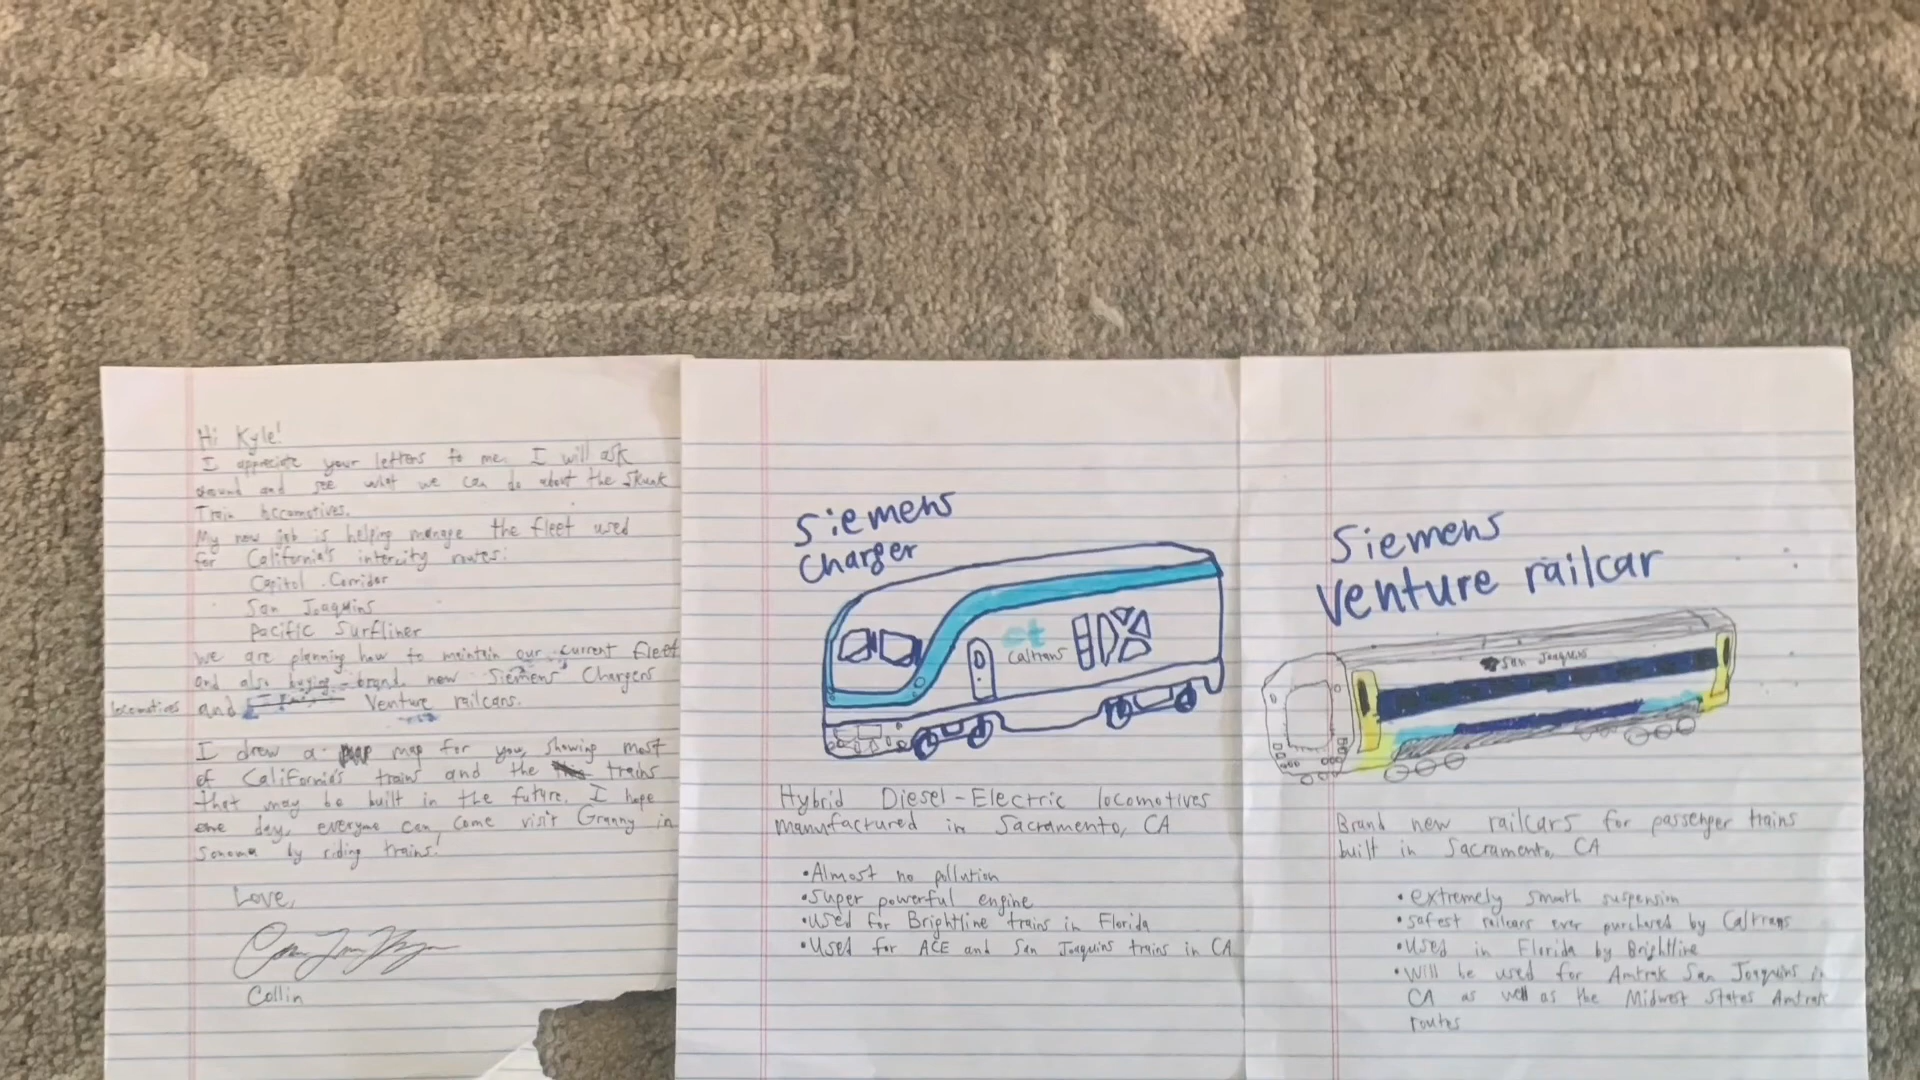 Hi Kyle!
I appreciate your letters to me. I will ask
around and see what we can do about the Skunk
Train locomotives.
My new job is helping manage the fleet used
for California's intercity routes:
Capitol Corridor
San Joaquins
Pacific Surfliner
We are planning how to maintain our current fleet
and also buying brand new Siemens Chargers
locomotives and Venture railcars.
I drew a map for you, showing most
of California's trains and the trains
that may be built in the future. I hope
one day, everyone can come visit Granny in
Sonoma by riding trains!
Love,
Collin
Siemens
Charger
ct
Caltrans
Hybrid Diesel-Electric locomotives
manufactured in Sacramento, CA
•Almost no pollution
•Super powerful engine
•Used for Brightline trains in Florida
•Used for ACE and San Joaquins trains in CA
Siemens
Venture railcar
San Joaquins
Brand new railcars for passenger trains
built in Sacramento, CA
•extremely smooth suspension
•safest railcars ever purchased by Caltrans
•Used in Florida by Brightline
•Will be used for Amtrak San Joaquins in
CA as well as the Midwest States Amtrak
routes